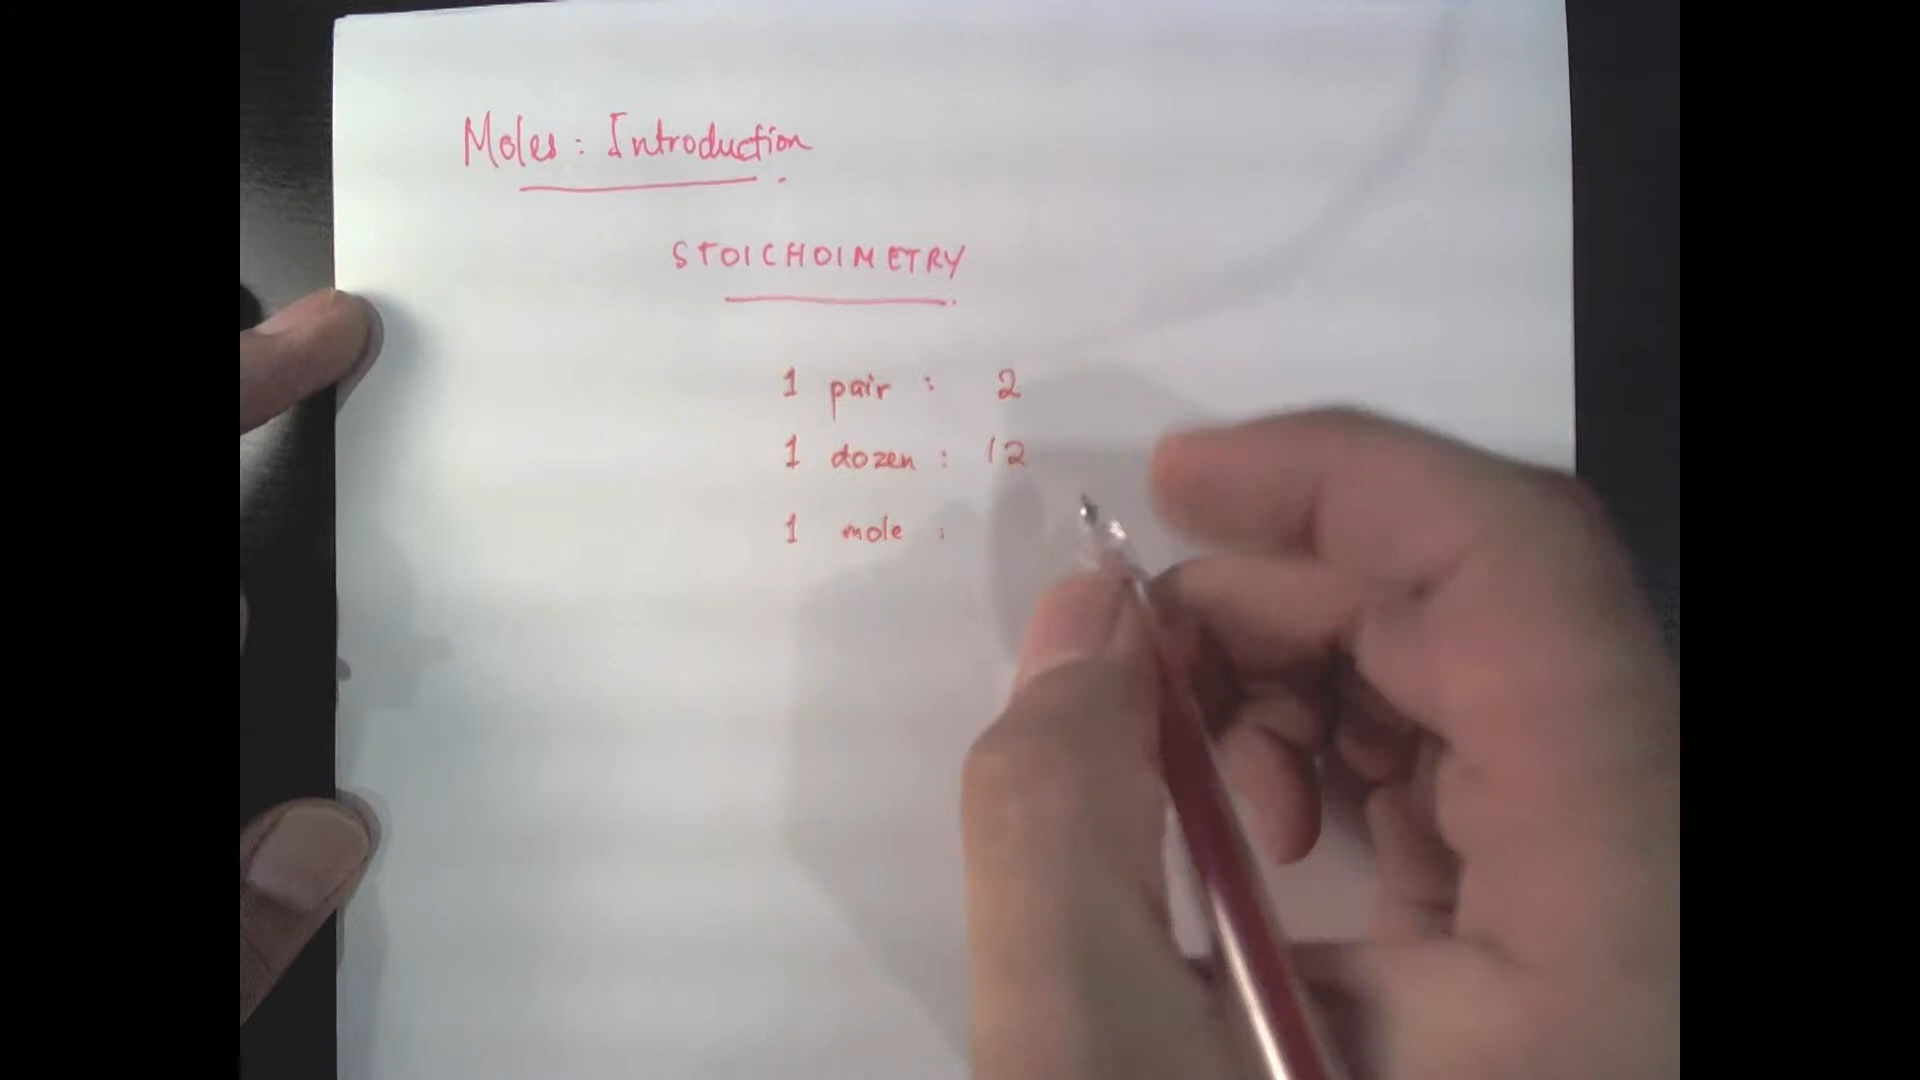 Moles : Introduction
STOICHOIMETRY
1 pair : 2
1 dozen : 12
1 mole :